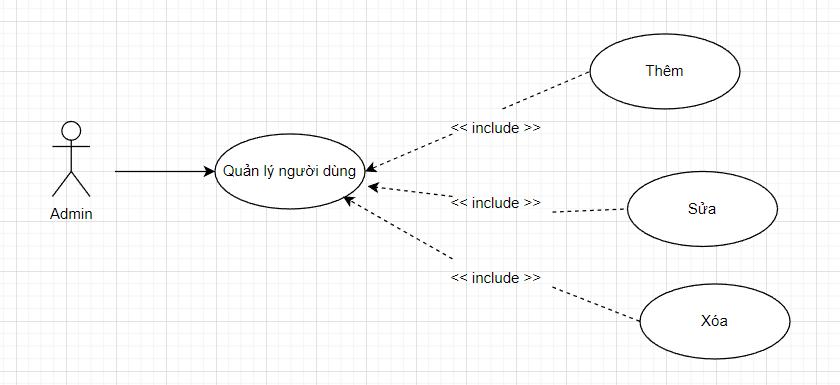 Thêm
<< include >>
Quản lý người dùng
Admin
<< include >>
Sửa
<< include >>
Xóa